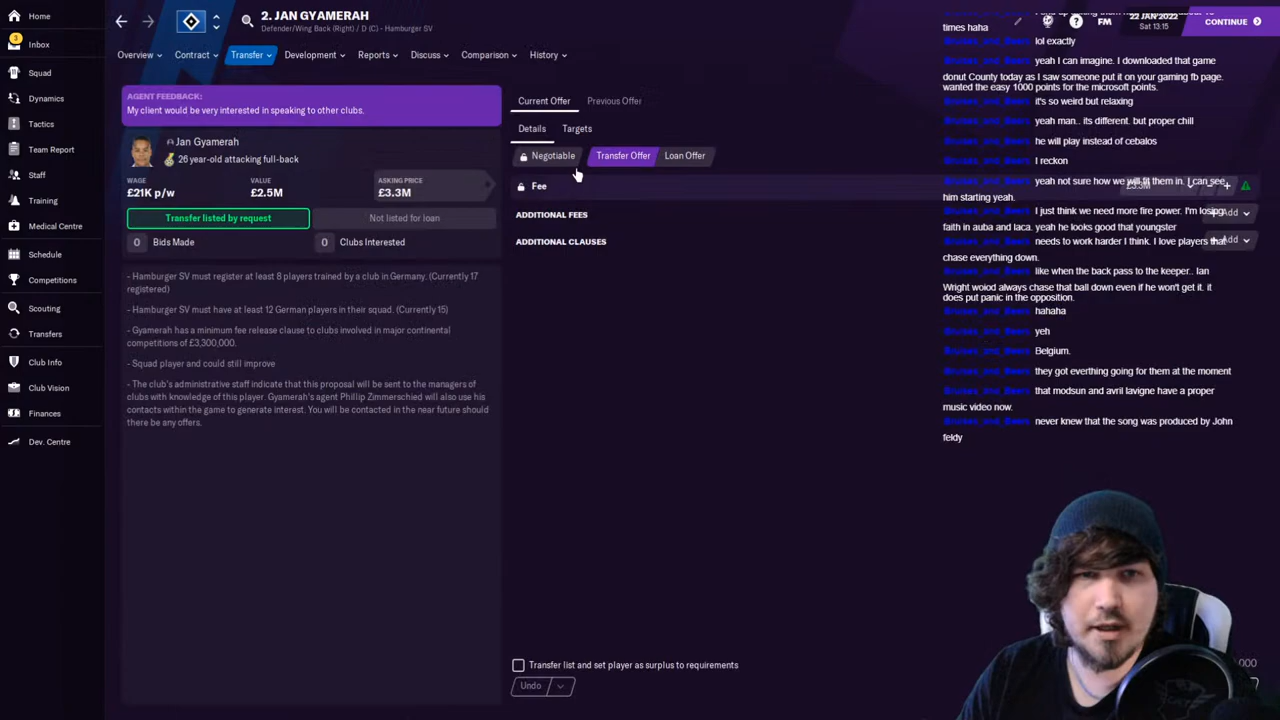 2. JAN GYAMERAH
Defender/Wing Back (Right) / D (C) - Hamburger SV
FM
22 JAN 2022
Sat 13:15
CONTINUE
Home
3
Inbox
Squad
Dynamics
Tactics
Team Report
Staff
Training
Medical Centre
Schedule
Competitions
Scouting
Transfers
Club Info
Club Vision
Finances
Dev. Centre
Overview
Contract
Transfer
Development
Reports
Discuss
Comparison
History
AGENT FEEDBACK:
My client would be very interested in speaking to other clubs.
Jan Gyamerah
26 year-old attacking full-back
WAGE
£21K p/w
VALUE
£2.5M
ASKING PRICE
£3.3M
Transfer listed by request
Not listed for loan
0 Bids Made
0 Clubs Interested
- Hamburger SV must register at least 8 players trained by a club in Germany. (Currently 17
registered)
- Hamburger SV must have at least 12 German players in their squad. (Currently 15)
- Gyamerah has a minimum fee release clause to clubs involved in major continental
competitions of £3,300,000.
- Squad player and could still improve
- The club's administrative staff indicate that this proposal will be sent to the managers of
clubs with knowledge of this player. Gyamerah's agent Phillip Zimmerschied will also use his
contacts within the game to generate interest. You will be contacted in the near future should
there be any offers.
Current Offer
Previous Offer
Details
Targets
Negotiable
Transfer Offer
Loan Offer
Fee
£3.3M
ADDITIONAL FEES
Add
ADDITIONAL CLAUSES
Add
Transfer list and set player as surplus to requirements
Undo
times haha
lol exactly
yeah I can imagine. I downloaded that game
donut County today as I saw someone put it on your gaming fb page.
wanted the easy 1000 points for the microsoft points.
it's so weird but relaxing
yeah man.. its different. but proper chill
he will play instead of cebalos
I reckon
yeah not sure how we will fit them in. I can see
him starting yeah.
I just think we need more fire power. I'm losing
faith in auba and laca. yeah he looks good that youngster
needs to work harder I think. I love players that
chase everything down.
like when the back pass to the keeper.. Ian
Wright woiod always chase that ball down even if he won't get it. it
does put panic in the opposition.
hahaha
yeh
Belgium.
they got everthing going for them at the moment
that modsun and avril lavigne have a proper
music video now.
never knew that the song was produced by John
feldy